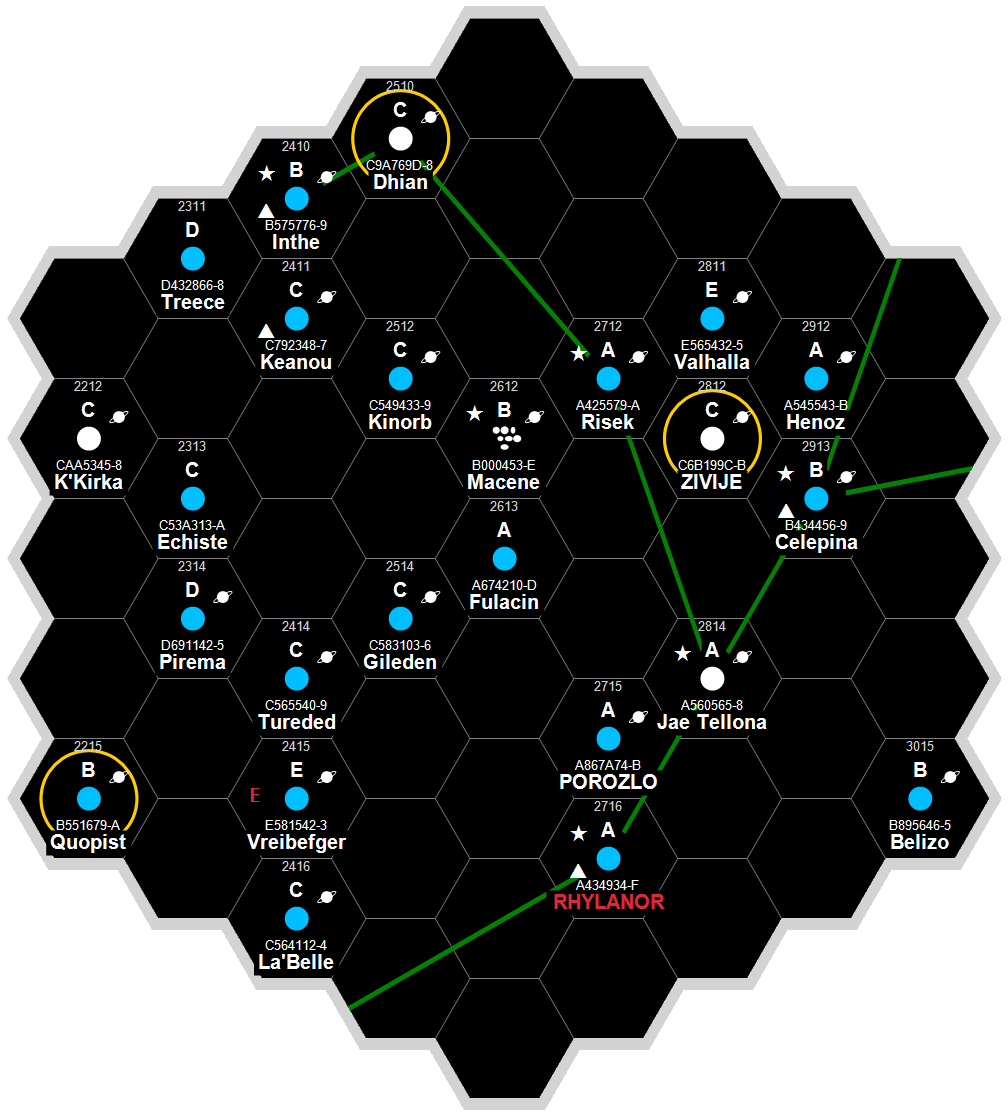 2510
C
C9A769D-8
Dhian
2410
B
B575776-9
Inthe
2311
D
D432866-8
Treece
2411
C
C792348-7
Keanou
2811
E
E565432-5
Valhalla
2512
C
C549433-9
Kinorb
2712
A
A425579-A
Risek
2912
A
A545543-B
Henoz
2212
C
CAA5345-8
K'Kirka
2612
B
B000453-E
Macene
2812
C
C6B199C-B
ZIVIJE
2313
C
C53A313-A
Echiste
2913
B
B434456-9
Celepina
2613
A
A674210-D
Fulacin
2314
D
D691142-5
Pirema
2514
C
C583103-6
Gileden
2414
C
C565540-9
Tureded
2814
A
A560565-8
Jae Tellona
2715
A
A867A74-B
POROZLO
2215
B
B551679-A
Quopist
2415
E
E
E581542-3
Vreibefger
3015
B
B895646-5
Belizo
2716
A
A434934-F
RHYLANOR
2416
C
C564112-4
La'Belle